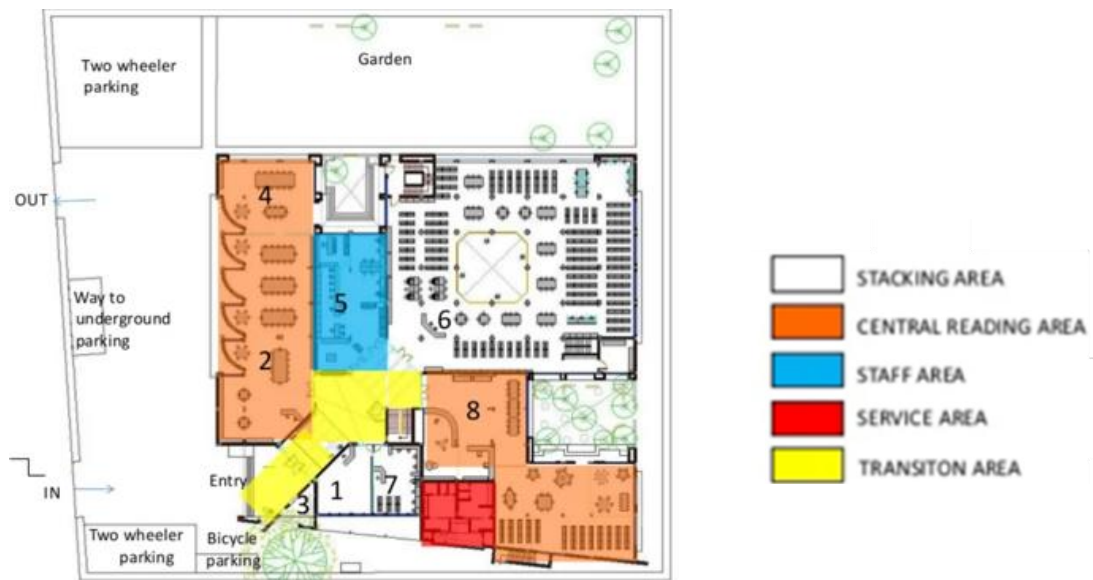 Two wheeler
parking
Garden
OUT
4
5
6
Way to
underground
parking
2
8
Entry
IN
3
1
7
Two wheeler
parking
Bicycle
parking
STACKING AREA
CENTRAL READING AREA
STAFF AREA
SERVICE AREA
TRANSITON AREA